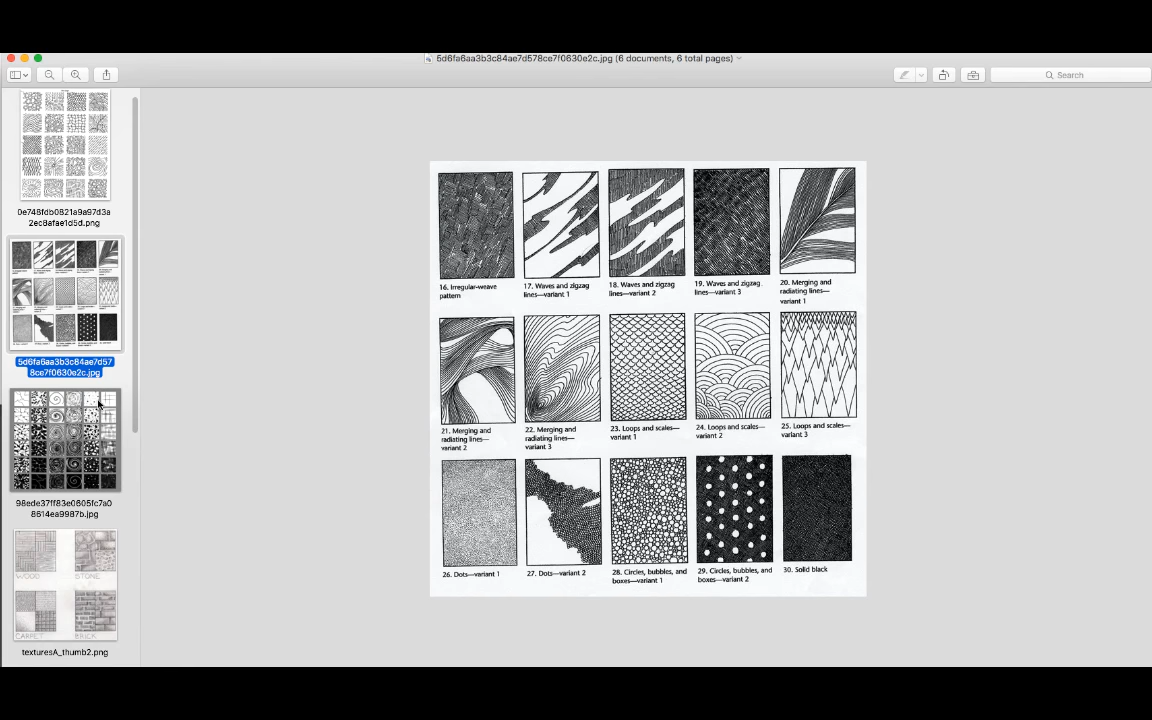 5d6fa6aa3b3c84ae7d578ce7f0630e2c.jpg (6 documents, 6 total pages)
Search
0e748fdb0821a9a97d3a
2ec8afae1d5d.png
5d6fa6aa3b3c84ae7d57
8ce7f0630e2c.jpg
98ede37ff83e0605fc7a0
8614ea9987b.jpg
WOOD STONE
CARPET BRICK
texturesA_thumb2.png
16. Irregular-weave
pattern
17. Waves and zigzag
lines—variant 1
18. Waves and zigzag
lines—variant 2
19. Waves and zigzag
lines—variant 3
20. Merging and
radiating lines—
variant 1
21. Merging and
radiating lines—
variant 2
22. Merging and
radiating lines—
variant 3
23. Loops and scales—
variant 1
24. Loops and scales—
variant 2
25. Loops and scales—
variant 3
26. Dots—variant 1
27. Dots—variant 2
28. Circles, bubbles, and
boxes—variant 1
29. Circles, bubbles, and
boxes—variant 2
30. Solid black